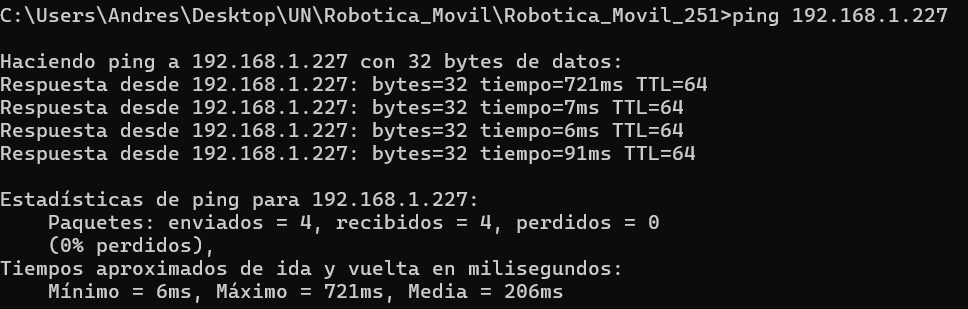 C:\Users\Andres\Desktop\UN\Robotica_Movil\Robotica_Movil_251>ping 192.168.1.227
Haciendo ping a 192.168.1.227 con 32 bytes de datos:
Respuesta desde 192.168.1.227: bytes=32 tiempo=721ms TTL=64
Respuesta desde 192.168.1.227: bytes=32 tiempo=7ms TTL=64
Respuesta desde 192.168.1.227: bytes=32 tiempo=6ms TTL=64
Respuesta desde 192.168.1.227: bytes=32 tiempo=91ms TTL=64
Estadísticas de ping para 192.168.1.227:
Paquetes: enviados = 4, recibidos = 4, perdidos = 0
(0% perdidos),
Tiempos aproximados de ida y vuelta en milisegundos:
Mínimo = 6ms, Máximo = 721ms, Media = 206ms